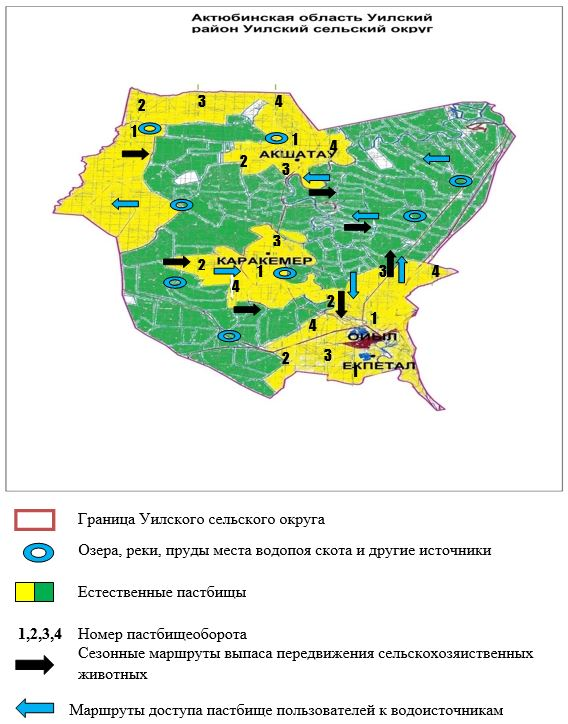 Актюбинская область Уилский
район Уилский сельский округ
2
3
4
1
1
АКШАТАУ
4
2
3
3
КАРАКЕМЕР
2
1
4
3
4
2
1
4
ОЙЫЛ
2
3
ЕКПЕТАЛ
1
Граница Уилского сельского округа
Озера, реки, пруды места водопоя скота и другие источники
Естественные пастбищы
1,2,3,4 Номер пастбищеоборота
Сезонные маршруты выпаса передвижения сельскохозяиственных
животных
Маршруты доступа пастбище пользователей к водоисточникам